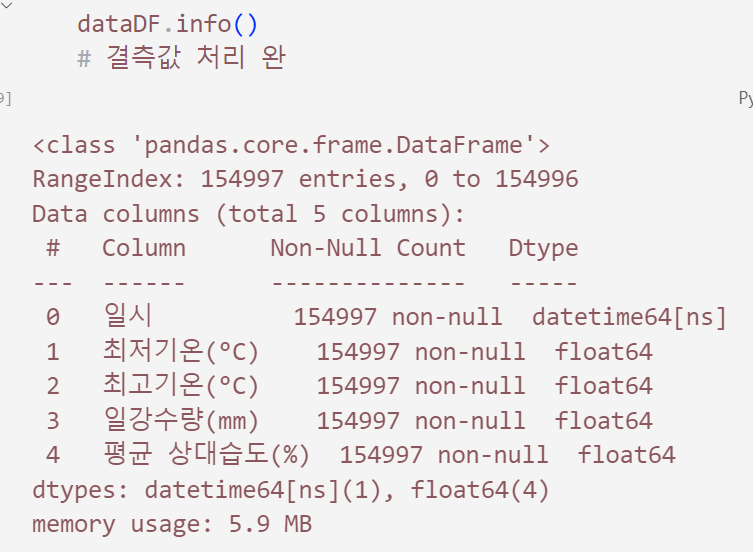 dataDF.info()
# 결측값 처리 완
9]
Py
<class 'pandas.core.frame.DataFrame'>
RangeIndex: 154997 entries, 0 to 154996
Data columns (total 5 columns):
 #   Column       Non-Null Count   Dtype
---  ------       --------------   -----
 0   일시           154997 non-null  datetime64[ns]
 1   최저기온(°C)     154997 non-null  float64
 2   최고기온(°C)     154997 non-null  float64
 3   일강수량(mm)     154997 non-null  float64
 4   평균 상대습도(%)  154997 non-null  float64
dtypes: datetime64[ns](1), float64(4)
memory usage: 5.9 MB